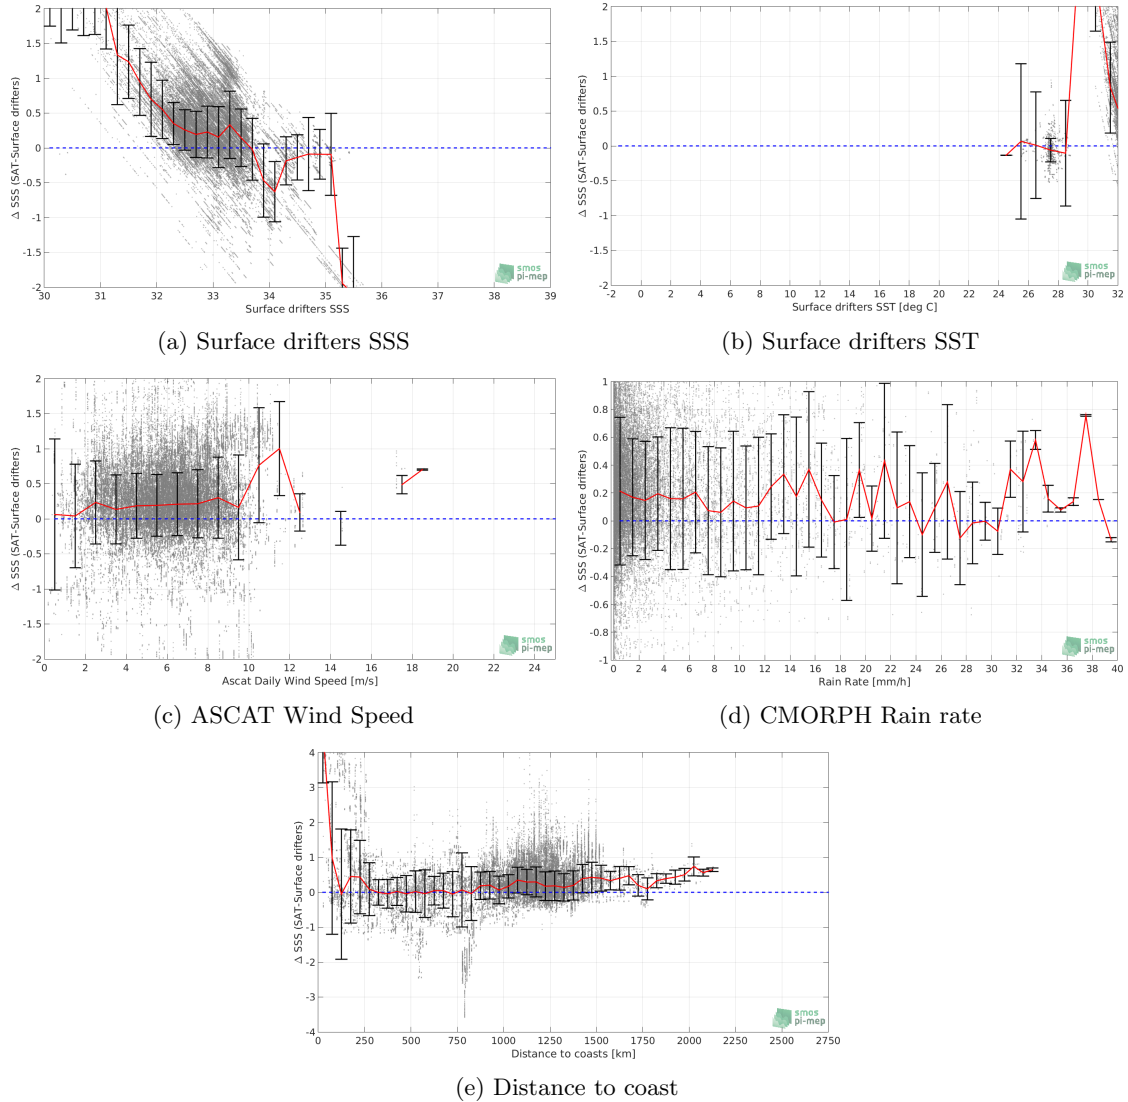 2
1.5
1
0.5
0
-0.5
-1
-1.5
-2
Δ SSS (SAT-Surface drifters)
30 31 32 33 34 35 36 37 38 39
Surface drifters SSS
smos
pi-mep
(a) Surface drifters SSS
2
1.5
1
0.5
0
-0.5
-1
-1.5
-2
Δ SSS (SAT-Surface drifters)
-2 0 2 4 6 8 10 12 14 16 18 20 22 24 26 28 30 32
Surface drifters SST [deg C]
smos
pi-mep
(b) Surface drifters SST
2
1.5
1
0.5
0
-0.5
-1
-1.5
-2
Δ SSS (SAT-Surface drifters)
0 2 4 6 8 10 12 14 16 18 20 22 24
Ascat Daily Wind Speed [m/s]
smos
pi-mep
(c) ASCAT Wind Speed
1
0.8
0.6
0.4
0.2
0
-0.2
-0.4
-0.6
-0.8
-1
Δ SSS (SAT-Surface drifters)
0 2 4 6 8 10 12 14 16 18 20 22 24 26 28 30 32 34 36 38 40
Rain Rate [mm/h]
smos
pi-mep
(d) CMORPH Rain rate
4
3
2
1
0
-1
-2
-3
-4
Δ SSS (SAT-Surface drifters)
0 250 500 750 1000 1250 1500 1750 2000 2250 2500 2750
Distance to coasts [km]
smos
pi-mep
(e) Distance to coast